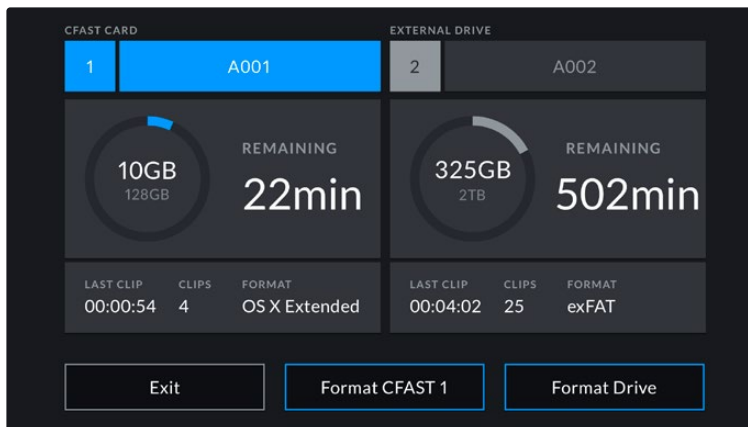 CFAST CARD
1 A001
10GB
128GB
REMAINING
22min
LAST CLIP CLIPS FORMAT
00:00:54 4 OS X Extended
EXTERNAL DRIVE
2 A002
325GB
2TB
REMAINING
502min
LAST CLIP CLIPS FORMAT
00:04:02 25 exFAT
Exit Format CFAST 1 Format Drive